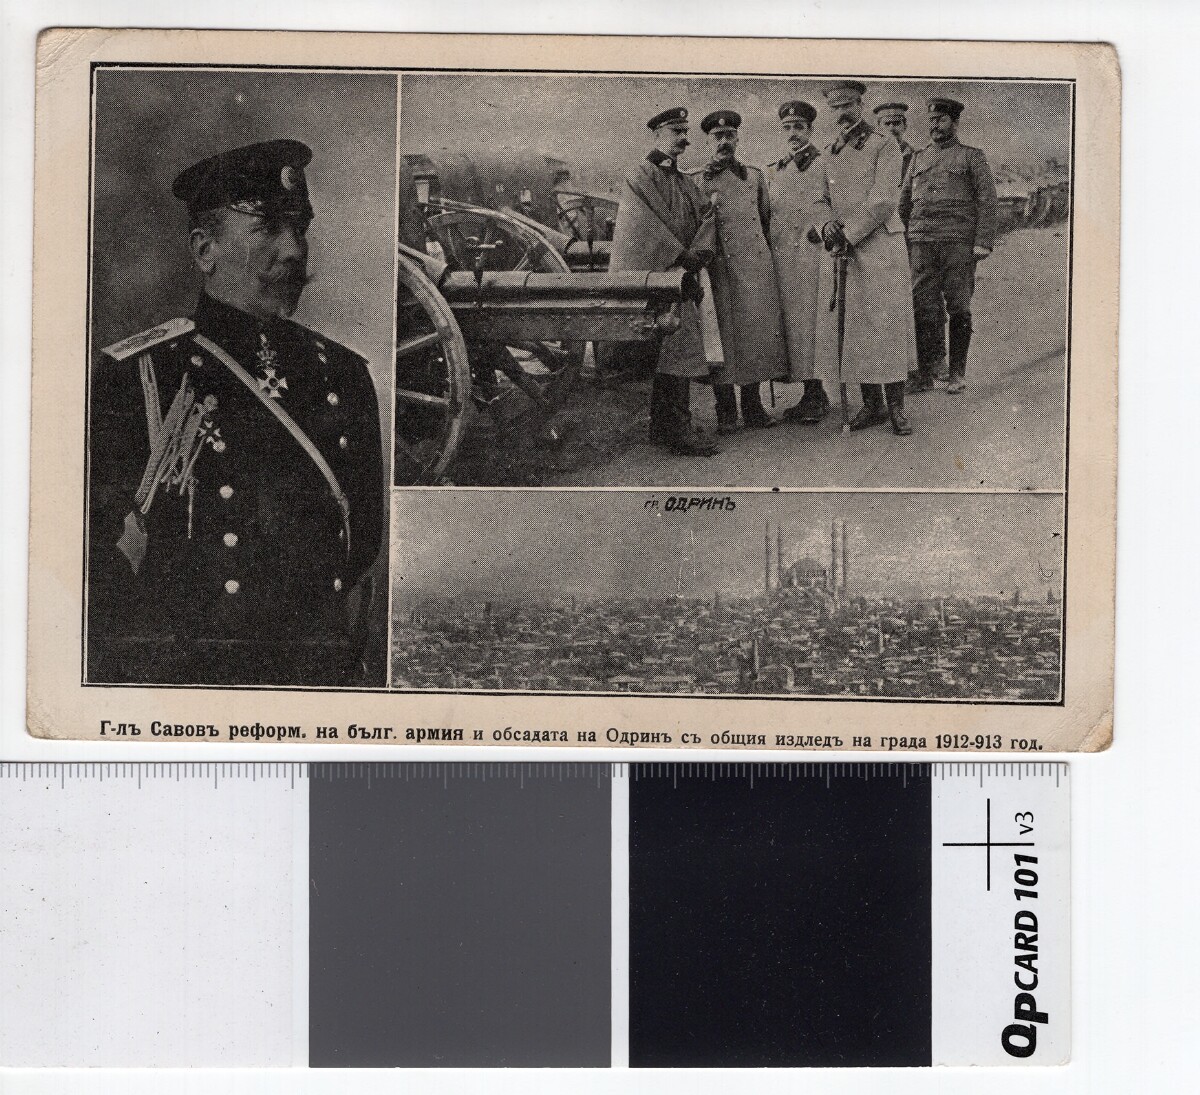 гр. ОДРИНЪ
Г-лъ Савовъ реформ. на бълг. армия и обсадата на Одринъ съ общия издледъ на града 1912-913 год.
QPCARD 101 v3